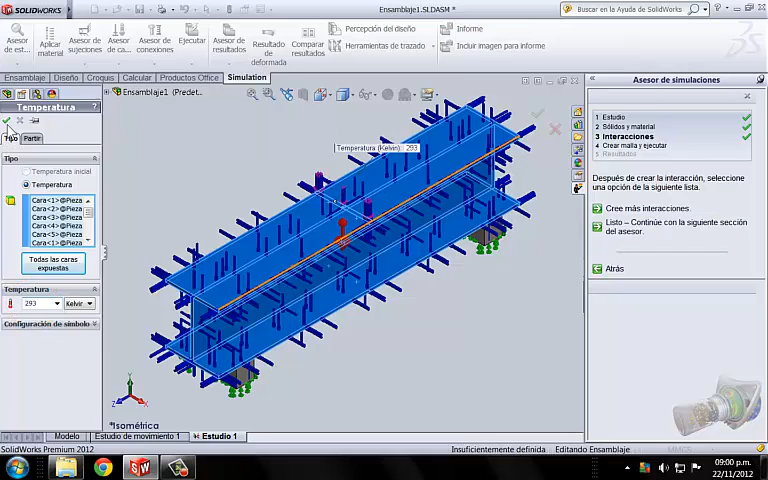 SOLIDWORKS
Ensamblaje1.SLDASM *
Buscar en la Ayuda de SolidWorks
Asesor de est...
Aplicar material
Asesor de sujeciones
Asesor de ca...
Asesor de conexiones
Ejecutar
Asesor de resultados
Resultado de deformada
Comparar resultados
Percepción del diseño
Herramientas de trazado
Informe
Incluir imagen para informe
Ensamblaje
Diseño
Croquis
Calcular
Productos Office
Simulation
Temperatura
?
Tipo
Partir
Tipo
Temperatura inicial
Temperatura
Cara<1>@Pieza
Cara<2>@Pieza
Cara<3>@Pieza
Cara<4>@Pieza
Cara<5>@Pieza
Cara<1>@Pieza
Todas las caras expuestas
Temperatura
293
Kelvir
Configuración de símbolo
Ensamblaje1 (Predet...
Temperatura (Kelvin): 293
*Isométrica
Asesor de simulaciones
1 Estudio
2 Sólidos y material
3 Interacciones
4 Crear malla y ejecutar
5 Resultados
Después de crear la interacción, seleccione una opción de la siguiente lista.
Cree más interacciones.
Listo – Continúe con la siguiente sección del asesor.
Atrás
Modelo
Estudio de movimiento 1
Estudio 1
SolidWorks Premium 2012
Insuficientemente definida
Editando Ensamblaje
MMGS
09:00 p.m.
22/11/2012